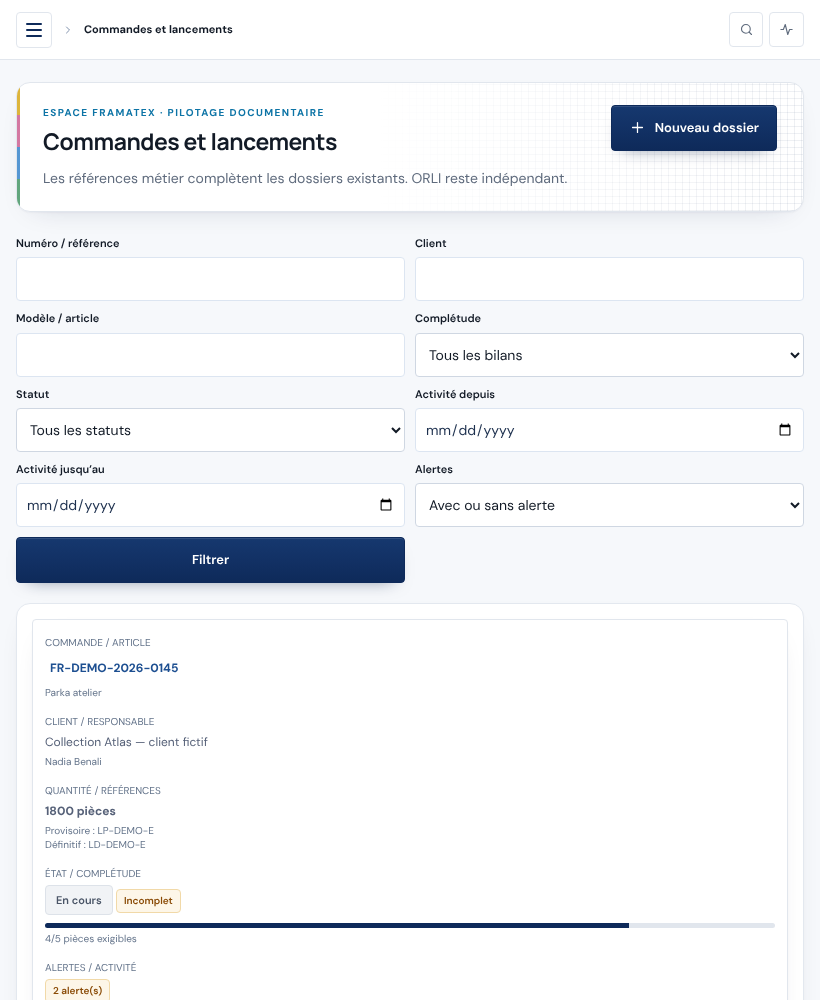 Commandes et lancements
ESPACE FRAMATEX · PILOTAGE DOCUMENTAIRE
Commandes et lancements
Nouveau dossier
Les références métier complètent les dossiers existants. ORLI reste indépendant.
Numéro / référence
Client
Modèle / article
Complétude
Tous les bilans
Statut
Activité depuis
Tous les statuts
mm/dd/yyyy
Activité jusqu’au
Alertes
mm/dd/yyyy
Avec ou sans alerte
Filtrer
COMMANDE / ARTICLE
FR-DEMO-2026-0145
Parka atelier
CLIENT / RESPONSABLE
Collection Atlas — client fictif
Nadia Benali
QUANTITÉ / RÉFÉRENCES
1800 pièces
Provisoire : LP-DEMO-E
Définitif : LD-DEMO-E
ÉTAT / COMPLÉTUDE
En cours
Incomplet
4/5 pièces exigibles
ALERTES / ACTIVITÉ
2 alerte(s)